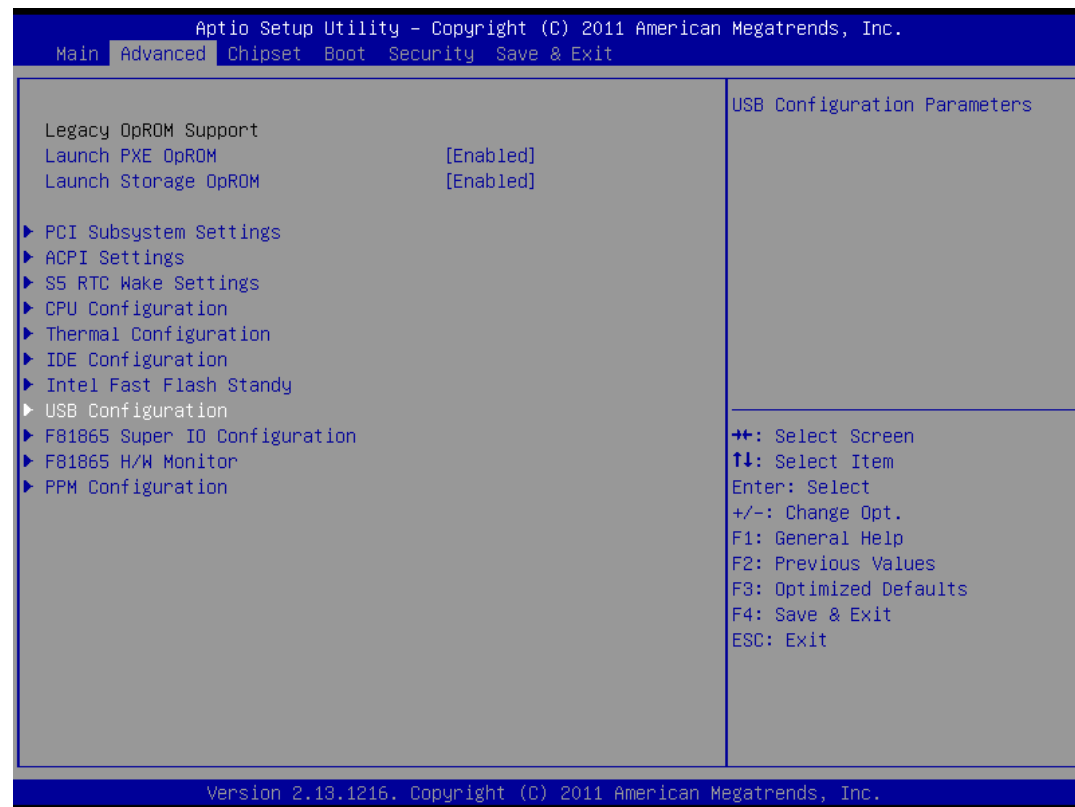 Aptio Setup Utility – Copyright (C) 2011 American Megatrends, Inc.
Main Advanced Chipset Boot Security Save & Exit
USB Configuration Parameters
Legacy OpROM Support
Launch PXE OpROM [Enabled]
Launch Storage OpROM [Enabled]
▶ PCI Subsystem Settings
▶ ACPI Settings
▶ S5 RTC Wake Settings
▶ CPU Configuration
▶ Thermal Configuration
▶ IDE Configuration
▶ Intel Fast Flash Standy
▶ USB Configuration
▶ F81865 Super IO Configuration
▶ F81865 H/W Monitor
▶ PPM Configuration
→←: Select Screen
↑↓: Select Item
Enter: Select
+/-: Change Opt.
F1: General Help
F2: Previous Values
F3: Optimized Defaults
F4: Save & Exit
ESC: Exit
Version 2.13.1216. Copyright (C) 2011 American Megatrends, Inc.